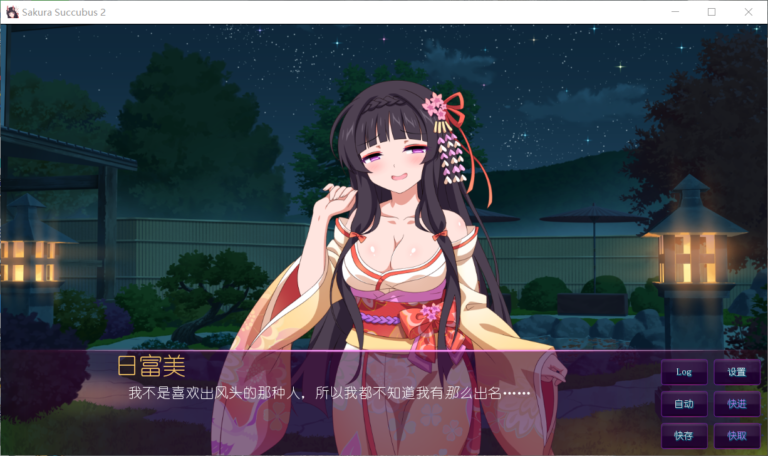 Sakura Succubus 2
日富美
我不是喜欢出风头的那种人，所以我都不知道我有那么出名……
Log
设置
自动
快进
快存
快取